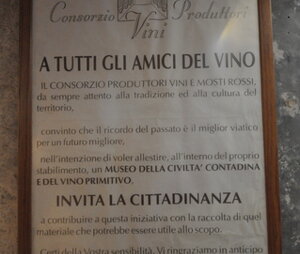 Consorzio Produttori
Vini
A TUTTI GLI AMICI DEL VINO
IL CONSORZIO PRODUTTORI VINI E MOSTI ROSSI,
da sempre attento alla tradizione ed alla cultura del
territorio,
convinto che il ricordo del passato è il miglior viatico
per un futuro migliore,
nell'intenzione di voler allestire, all'interno del proprio
stabilimento, un MUSEO DELLA CIVILTA' CONTADINA
E DEL VINO PRIMITIVO,
INVITA LA CITTADINANZA
a contribuire a questa iniziativa con la raccolta di quel
materiale che potrebbe essere utile allo scopo.
Certi della Vostra sensibilità, Vi ringraziamo in anticipo